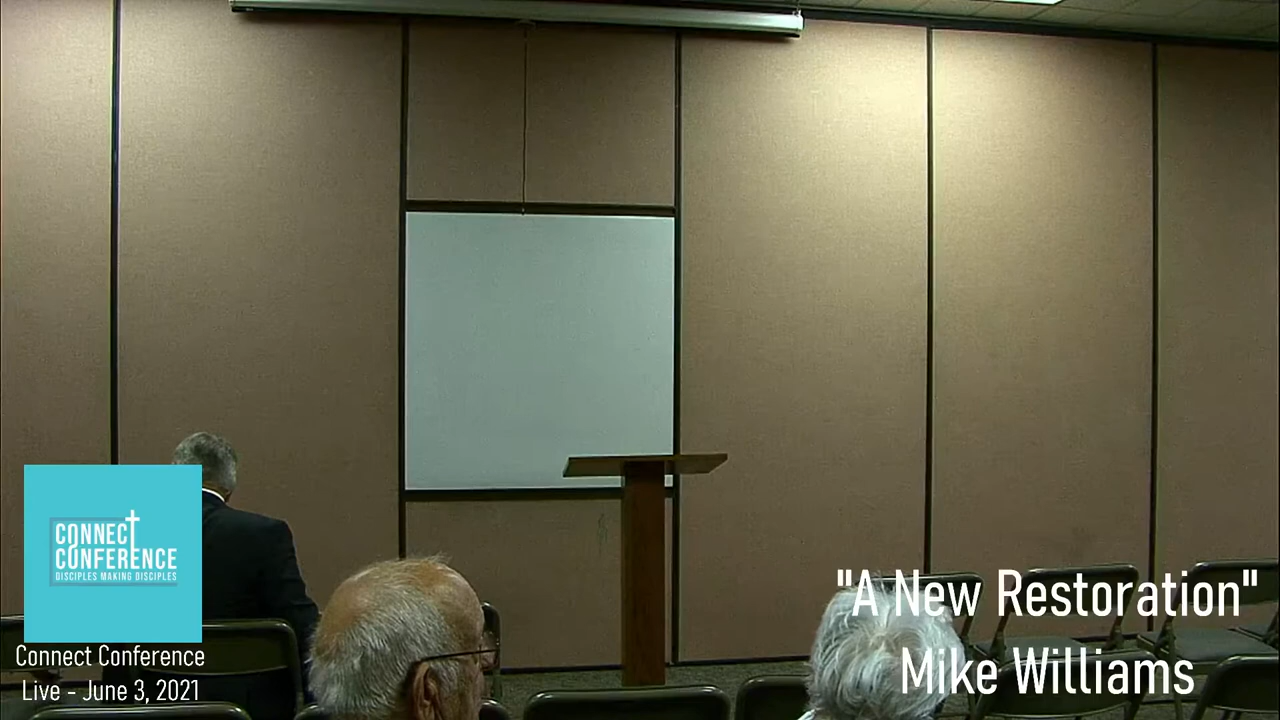 CONNECT
CONFERENCE
DISCIPLES MAKING DISCIPLES
Connect Conference
Live - June 3, 2021
"A New Restoration"
Mike Williams